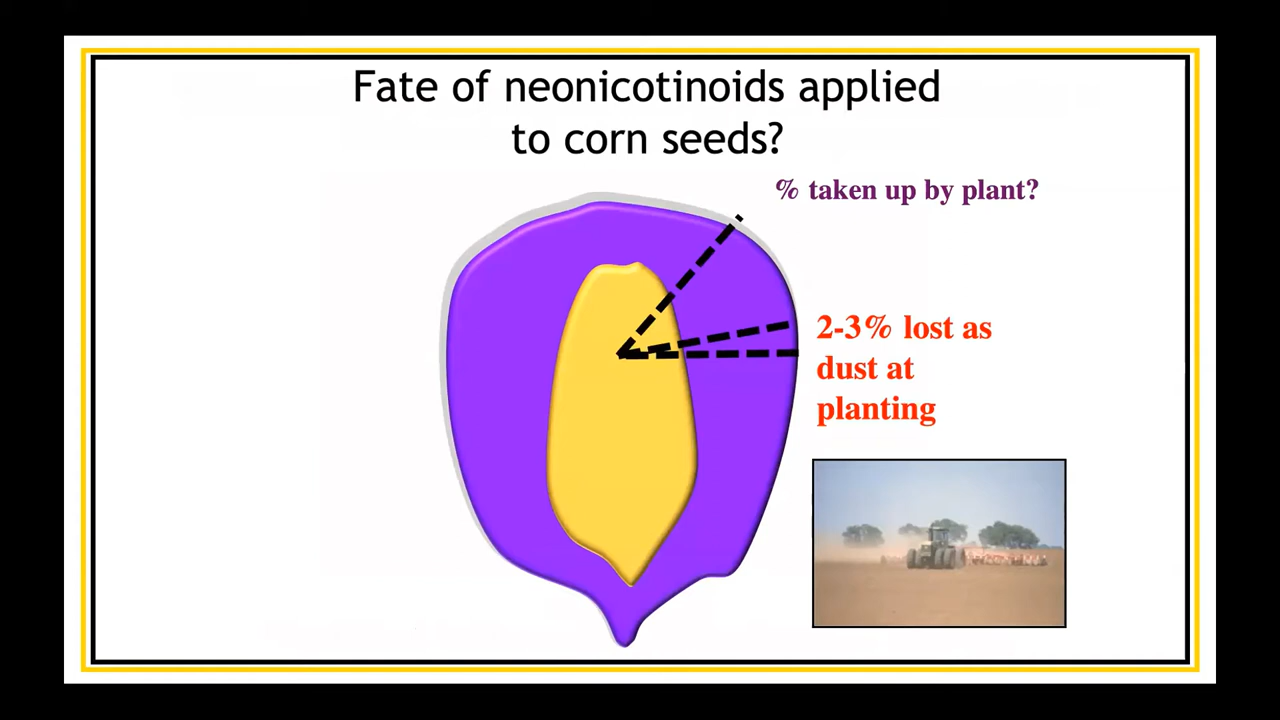 Fate of neonicotinoids applied
to corn seeds?
% taken up by plant?
2-3% lost as
dust at
planting